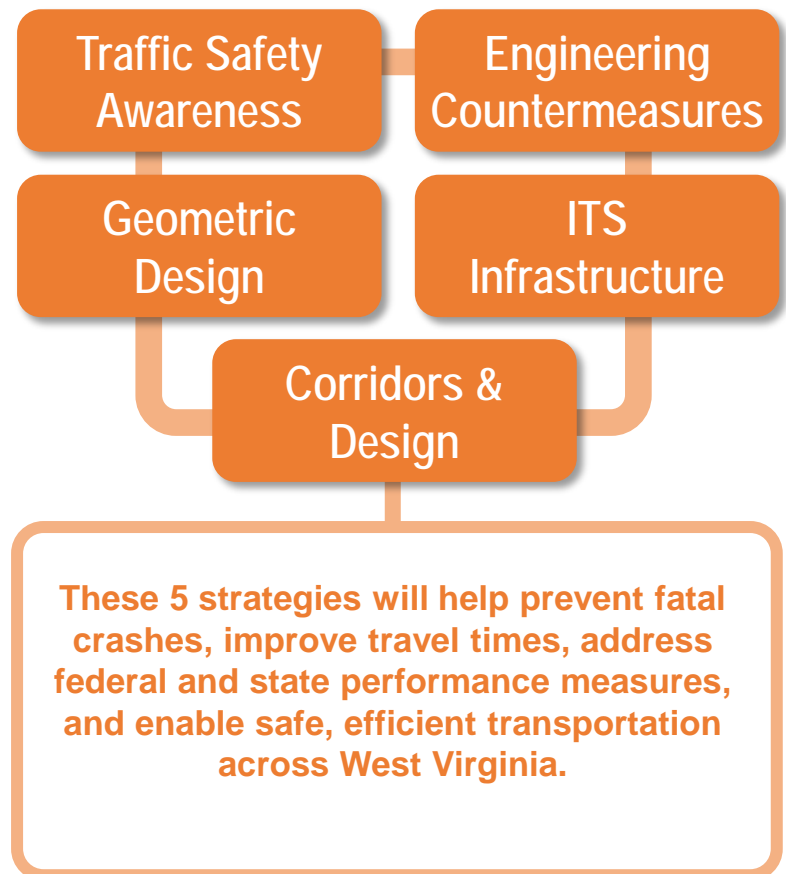 Traffic Safety
Awareness
Engineering
Countermeasures
Geometric
Design
ITS
Infrastructure
Corridors &
Design
These 5 strategies will help prevent fatal
crashes, improve travel times, address
federal and state performance measures,
and enable safe, efficient transportation
across West Virginia.